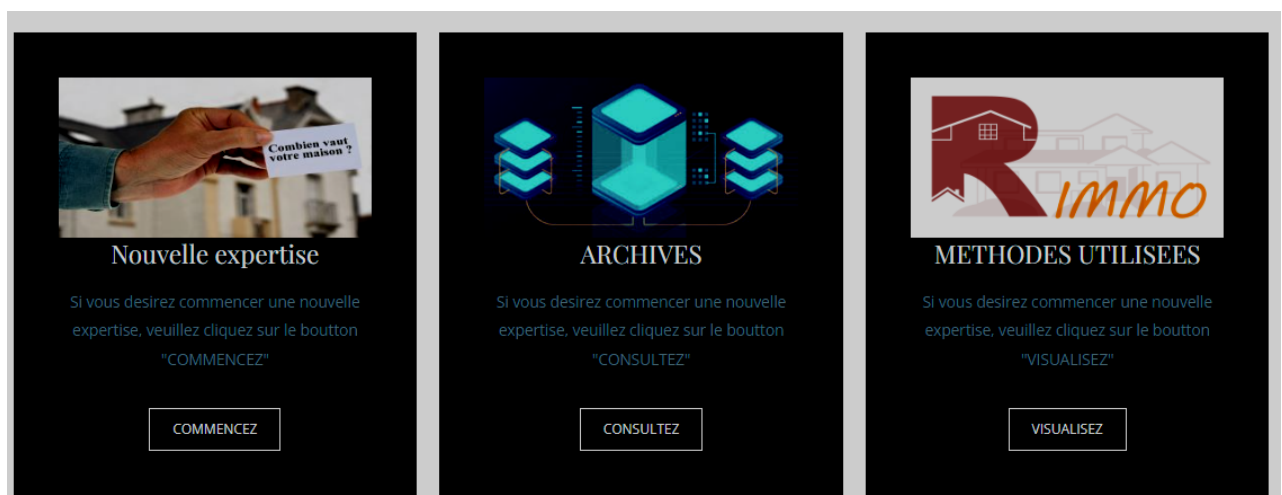 Combien vaut
votre maison ?
Nouvelle expertise
Si vous desirez commencer une nouvelle
expertise, veuillez cliquez sur le boutton
"COMMENCEZ"
COMMENCEZ
ARCHIVES
Si vous desirez commencer une nouvelle
expertise, veuillez cliquez sur le boutton
"CONSULTEZ"
CONSULTEZ
R IMMO
METHODES UTILISEES
Si vous desirez commencer une nouvelle
expertise, veuillez cliquez sur le boutton
"VISUALISEZ"
VISUALISEZ